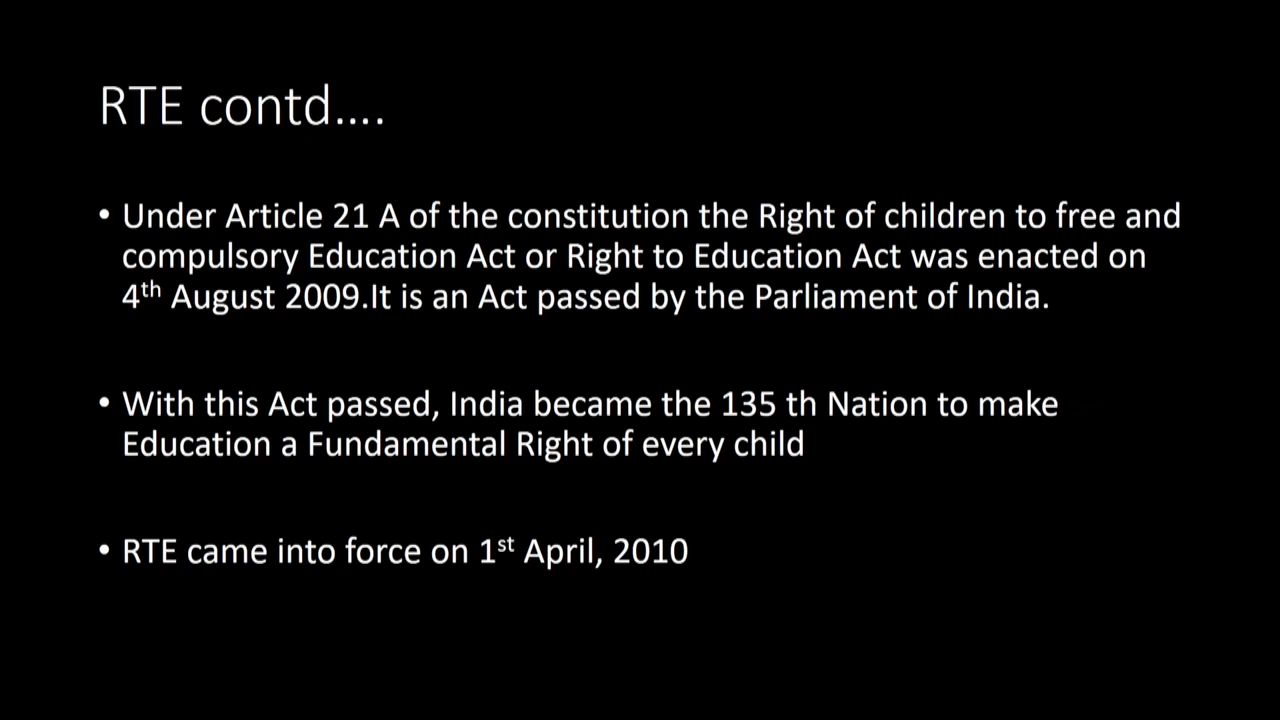 RTE contd....
• Under Article 21 A of the constitution the Right of children to free and
compulsory Education Act or Right to Education Act was enacted on
4th August 2009.It is an Act passed by the Parliament of India.
• With this Act passed, India became the 135 th Nation to make
Education a Fundamental Right of every child
• RTE came into force on 1st April, 2010